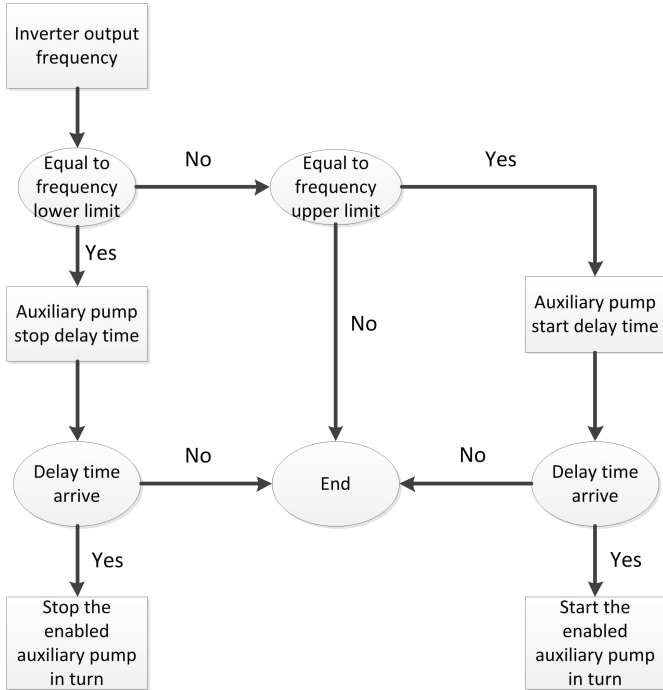 Inverter output
frequency
Equal to
frequency
lower limit
No
Equal to
frequency
upper limit
Yes
Yes
Auxiliary pump
stop delay time
No
Auxiliary pump
start delay time
Delay time
arrive
No
End
No
Delay time
arrive
Yes
Yes
Stop the
enabled
auxiliary pump
in turn
Start the
enabled
auxiliary pump
in turn